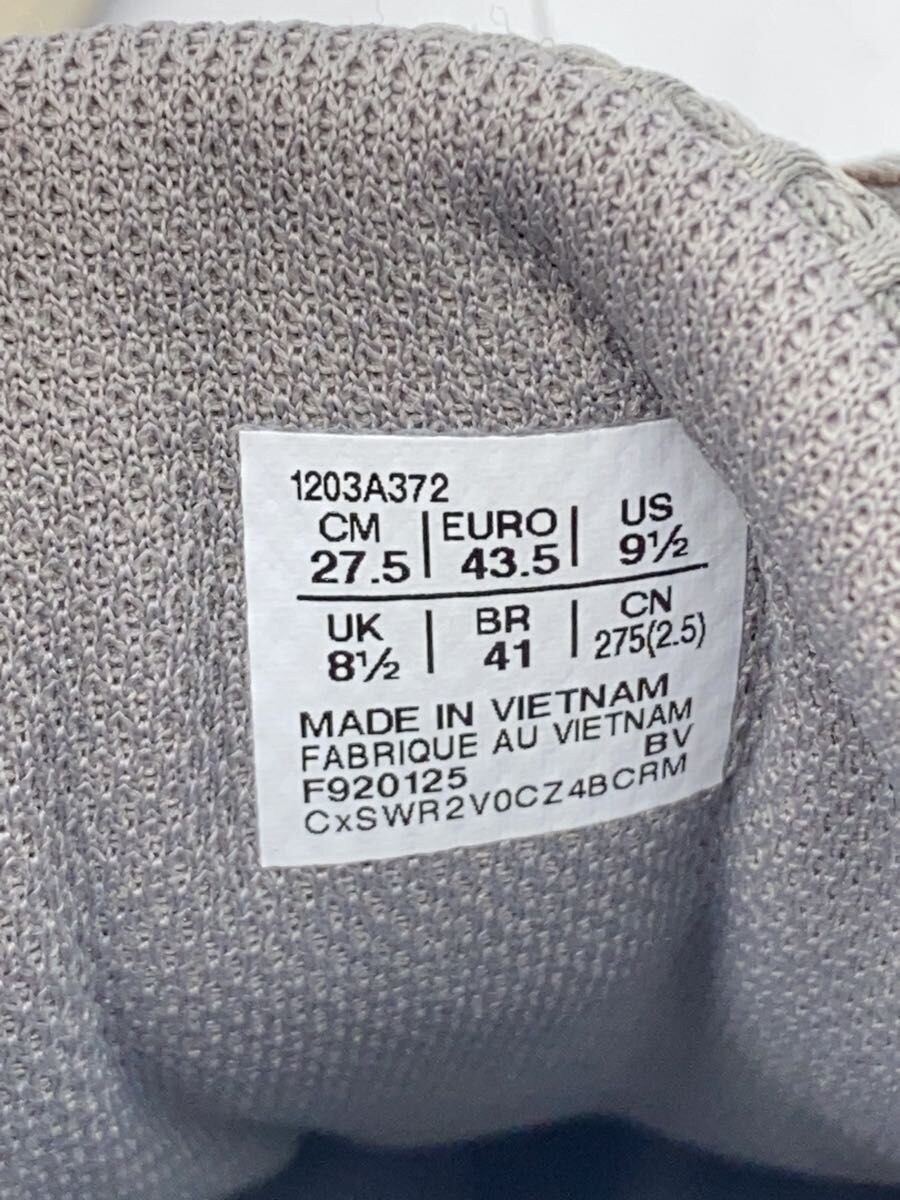 1203A372
CM | EURO | US
27.5 | 43.5 | 9½
UK | BR | CN
8½ | 41 | 275(2.5)
MADE IN VIETNAM
FABRIQUE AU VIETNAM
F920125 BV
CxSWR2V0CZ4BCRM